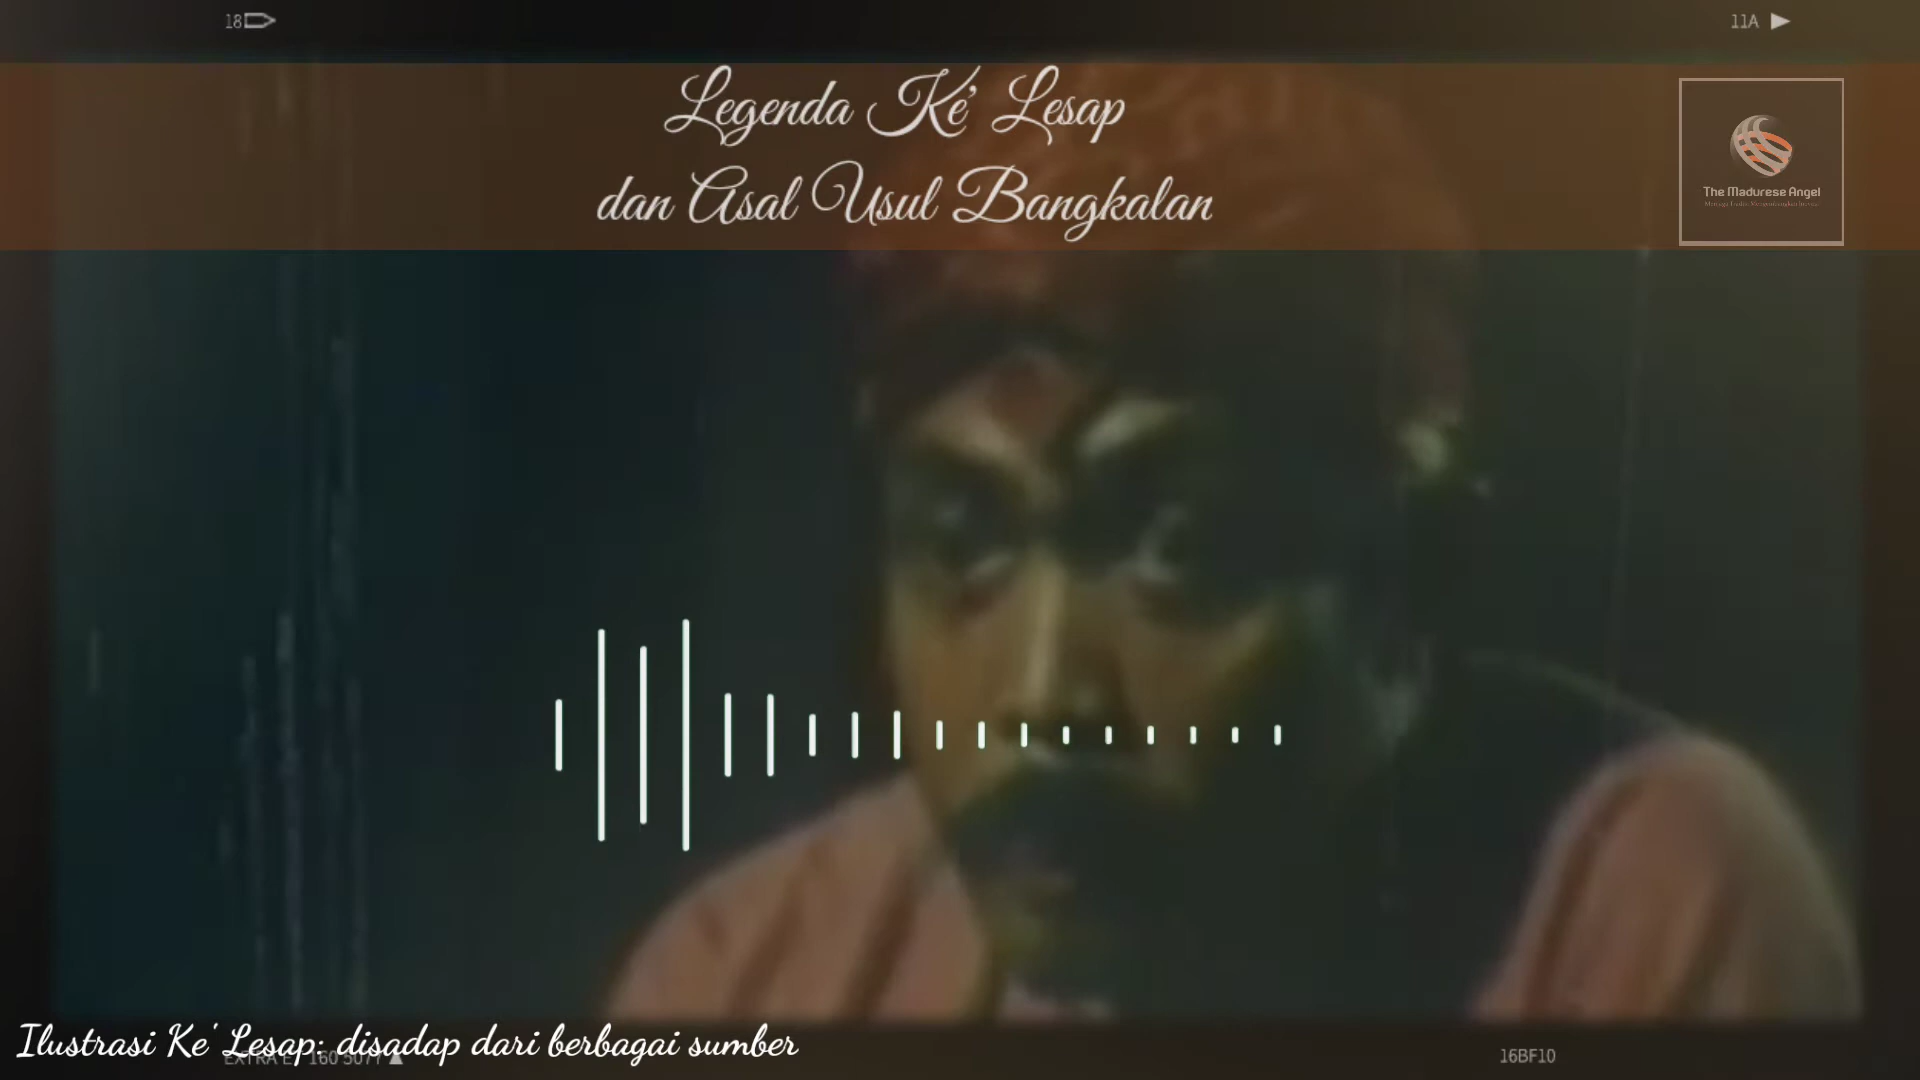 18
11A
Legenda Ke' Lesap
dan Asal Usul Bangkalan
The Madurese Angel
Ilustrasi Ke' Lesap: disadap dari berbagai sumber
16BF10